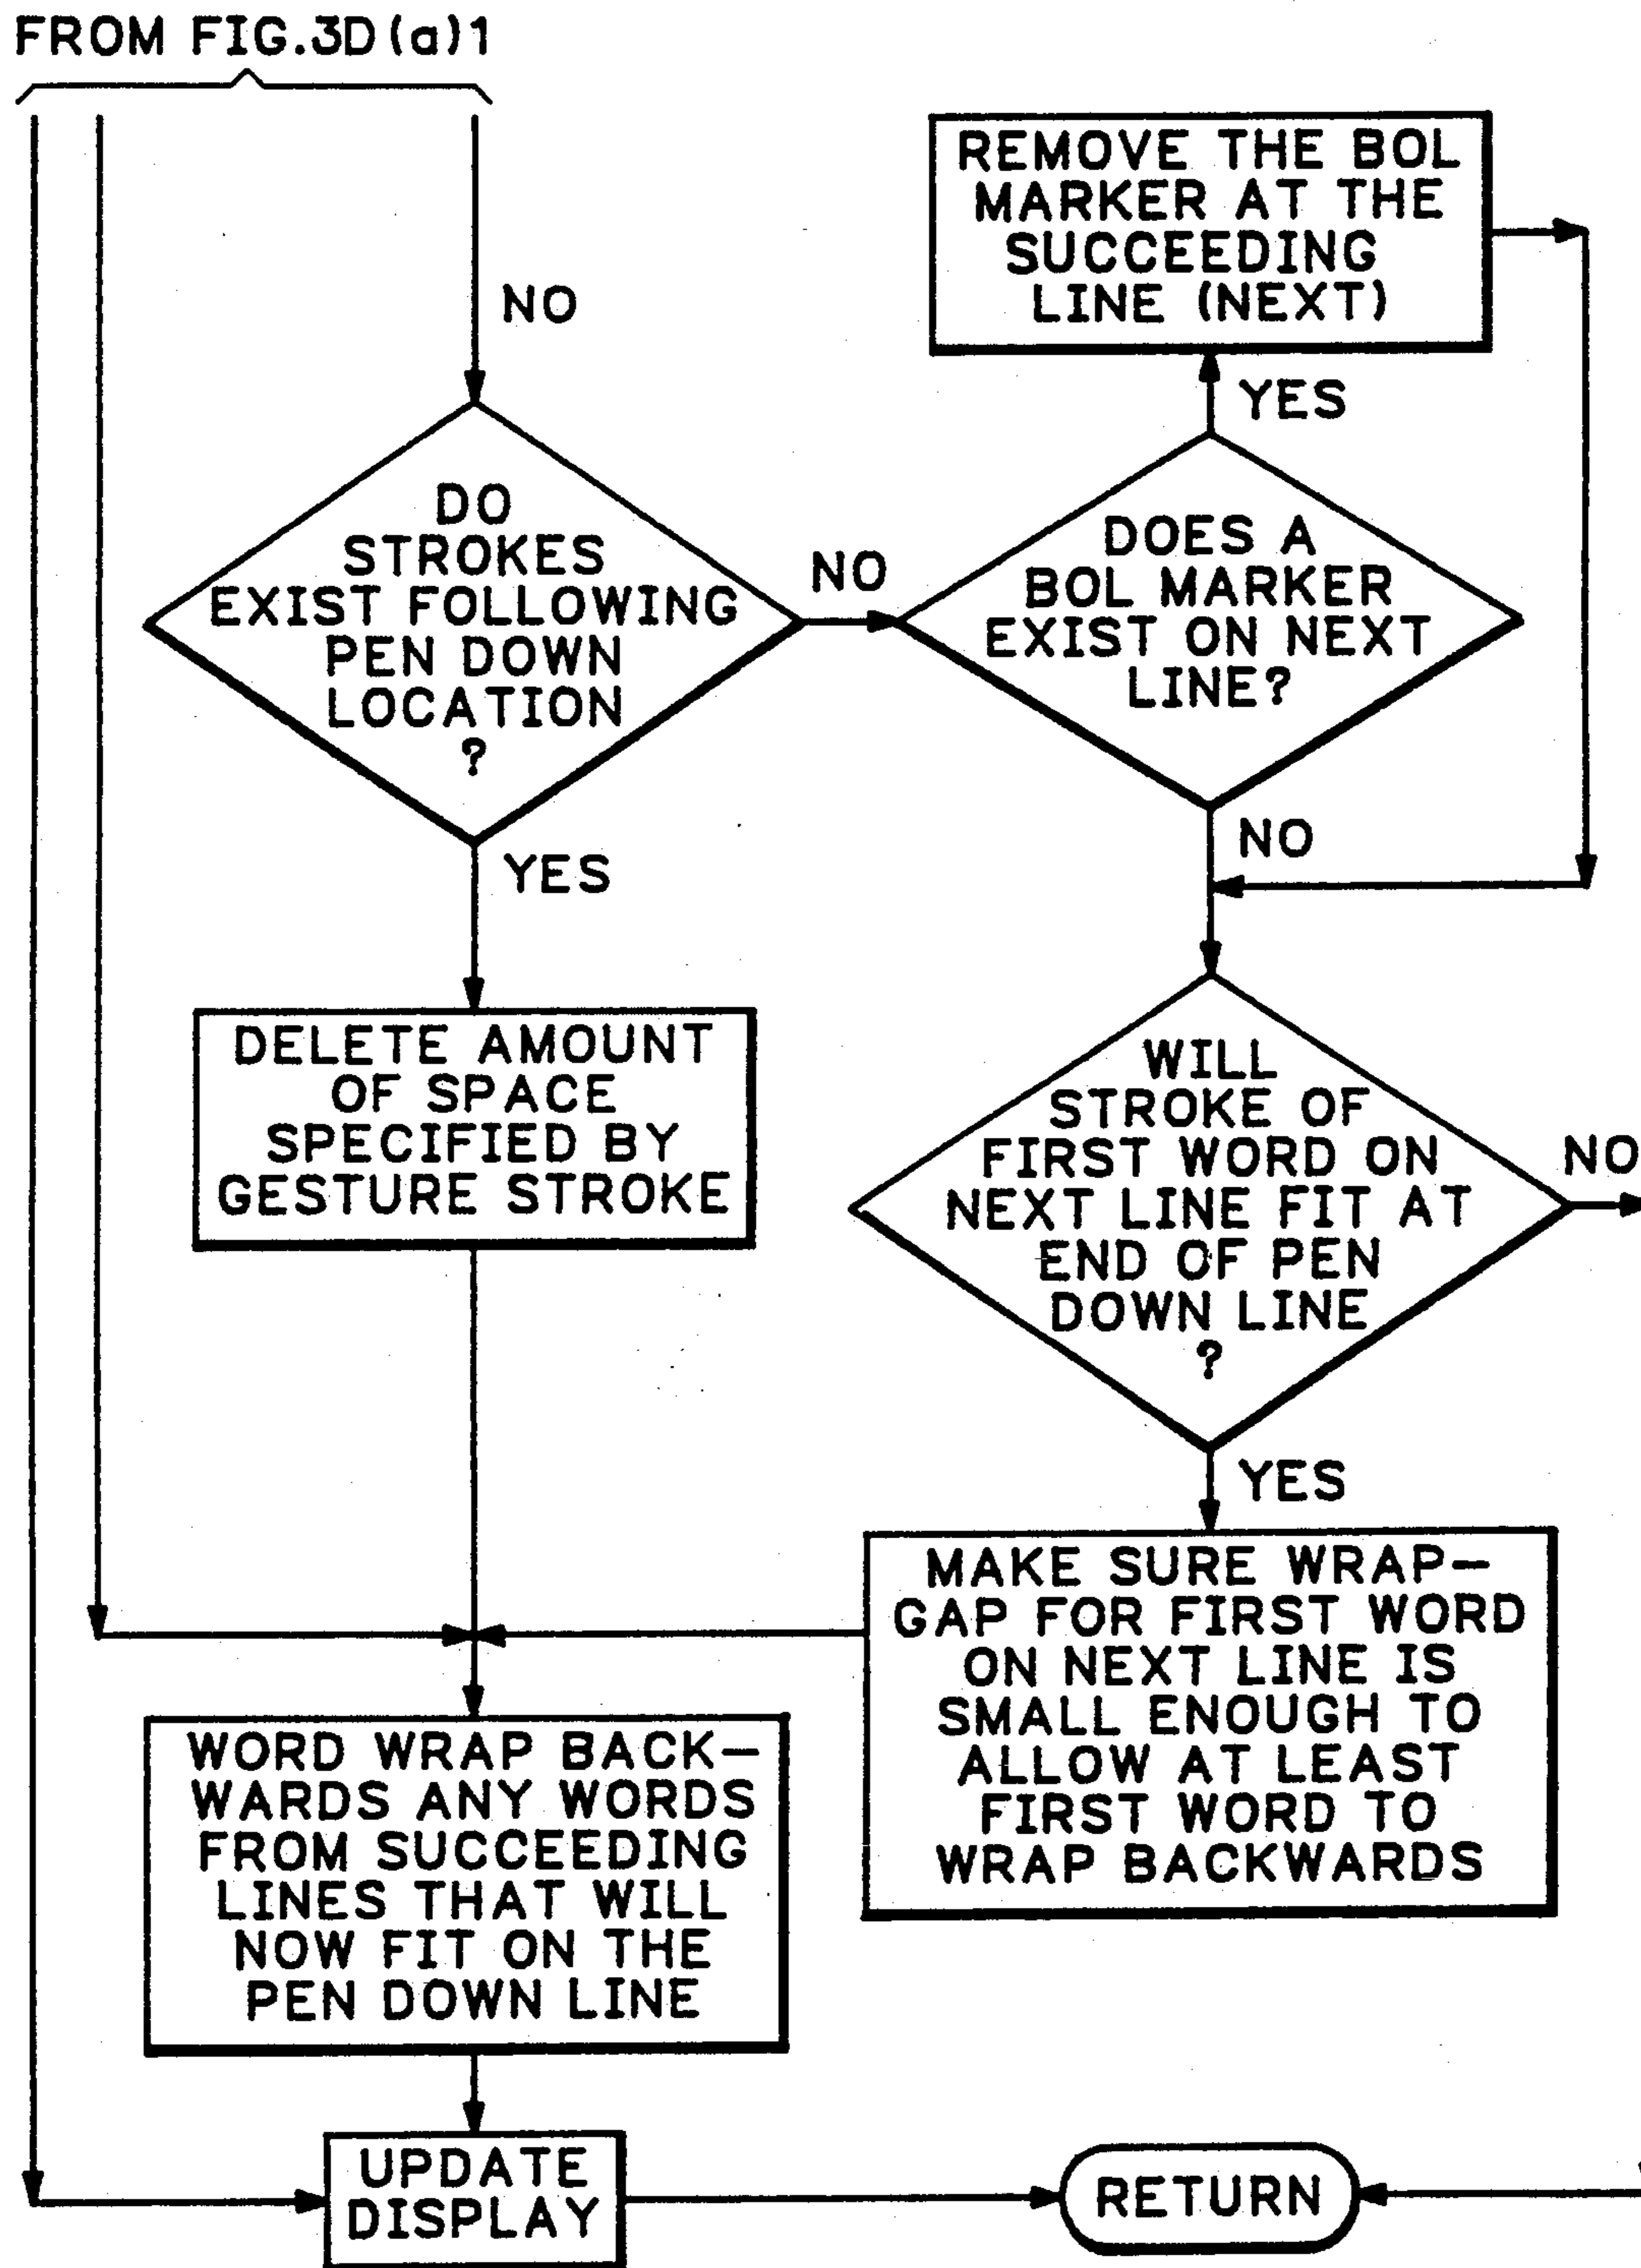 FROM FIG.3D(a)1
NO
DO
STROKES
EXIST FOLLOWING
PEN DOWN
LOCATION
?
NO
YES
DELETE AMOUNT
OF SPACE
SPECIFIED BY
GESTURE STROKE
REMOVE THE BOL
MARKER AT THE
SUCCEEDING
LINE (NEXT)
YES
DOES A
BOL MARKER
EXIST ON NEXT
LINE?
NO
WILL
STROKE OF
FIRST WORD ON
NEXT LINE FIT AT
END OF PEN
DOWN LINE
?
NO
YES
MAKE SURE WRAP-
GAP FOR FIRST WORD
ON NEXT LINE IS
SMALL ENOUGH TO
ALLOW AT LEAST
FIRST WORD TO
WRAP BACKWARDS
WORD WRAP BACK-
WARDS ANY WORDS
FROM SUCCEEDING
LINES THAT WILL
NOW FIT ON THE
PEN DOWN LINE
UPDATE
DISPLAY
RETURN